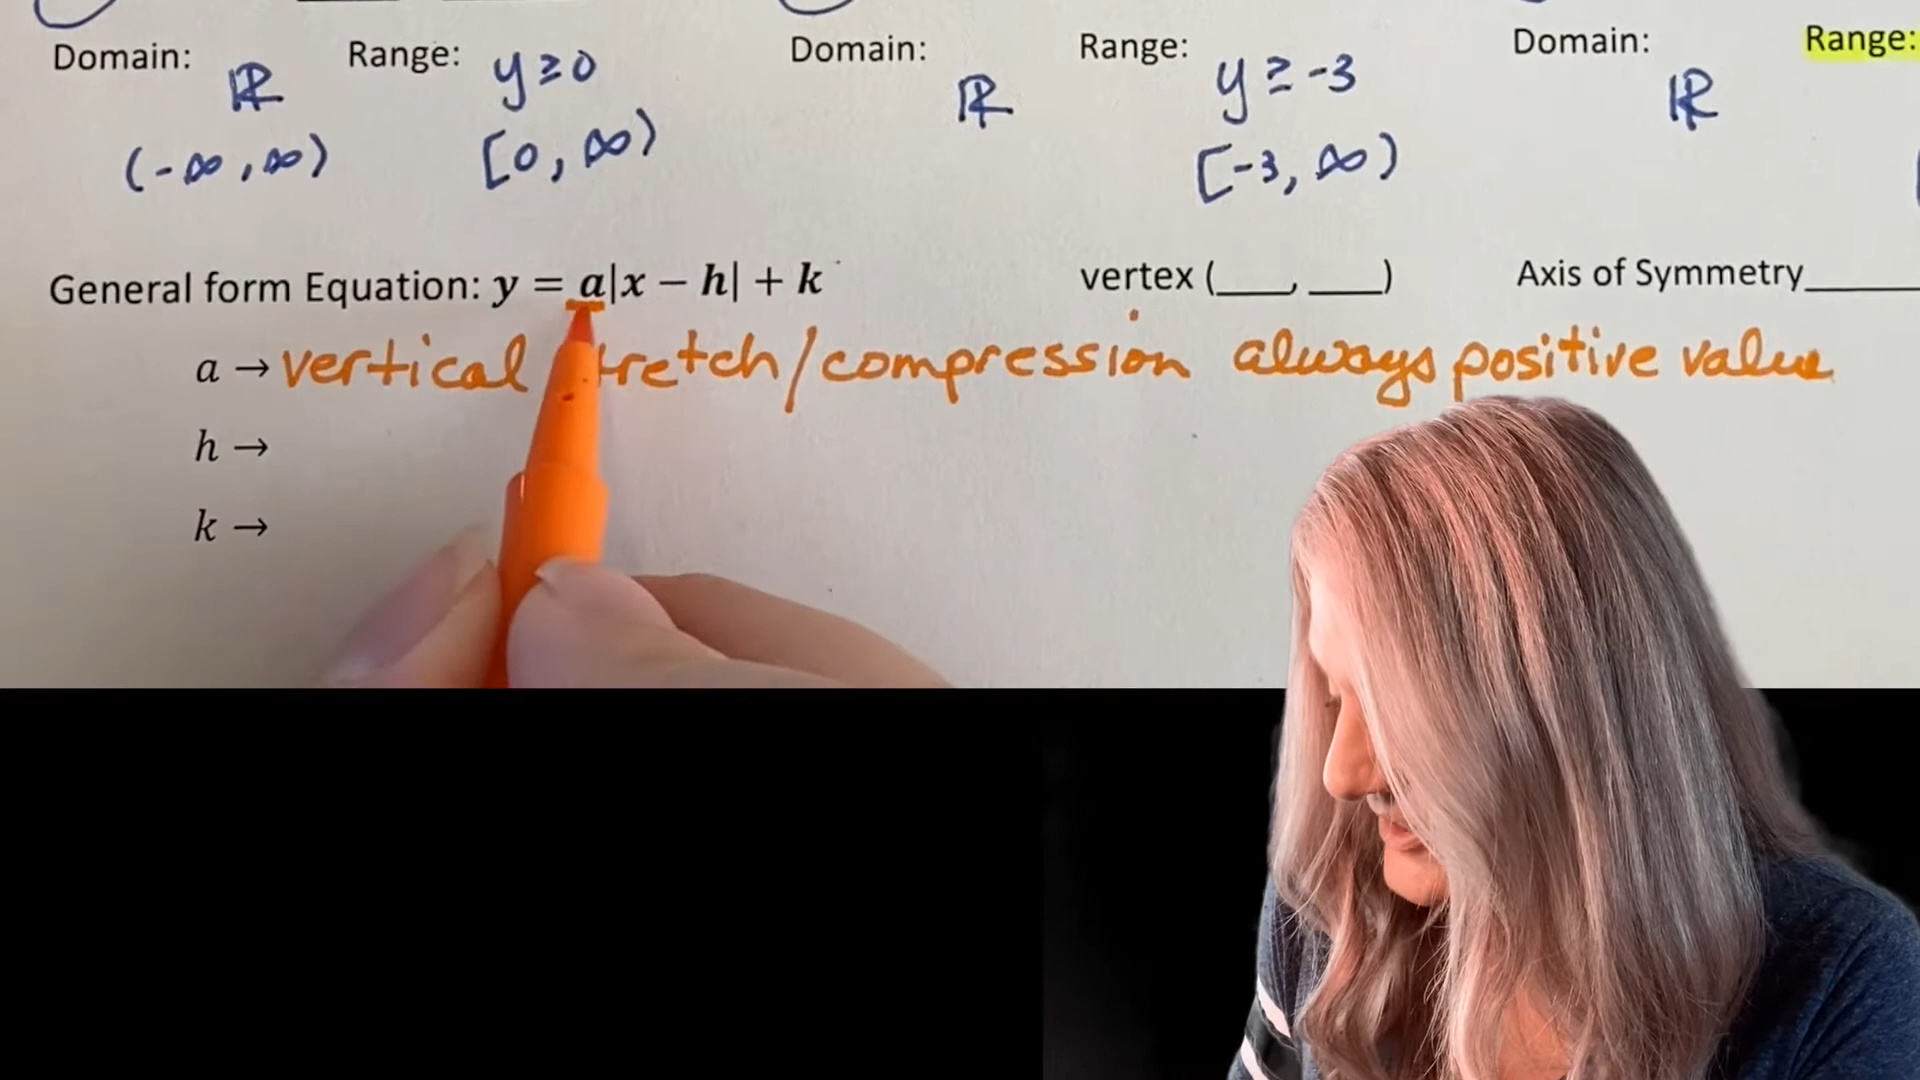 Domain: Range: y ≥ 0 Domain: Range: y ≥ -3 Domain: Range:
ℝ ℝ ℝ
(-∞, ∞) [0, ∞) [-3, ∞)
General form Equation: y = a|x − h| + k vertex (___, ___) Axis of Symmetry______
a → vertical tretch/compression always positive value
h →
k →